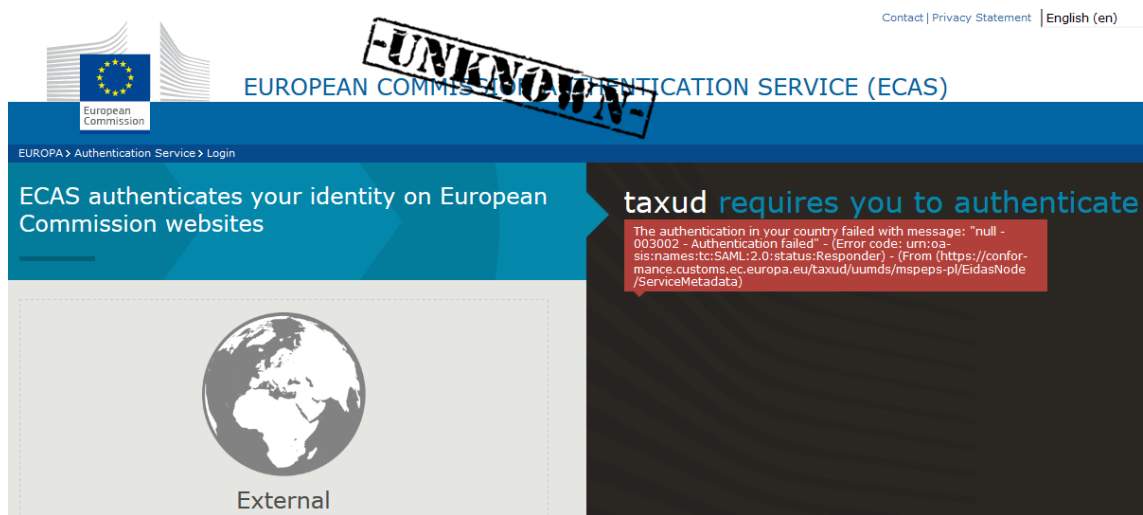 Contact | Privacy Statement English (en)
-UNKNOWN-
EUROPEAN COMMISSION AUTHENTICATION SERVICE (ECAS)
European
Commission
EUROPA > Authentication Service > Login
ECAS authenticates your identity on European
Commission websites
taxud requires you to authenticate
The authentication in your country failed with message: "null -
003002 - Authentication failed" - (Error code: urn:oa-
sis:names:tc:SAML:2.0:status:Responder) - (From (https://confor-
mance.customs.ec.europa.eu/taxud/uumds/mspeps-pl/EidasNode
/ServiceMetadata)
External